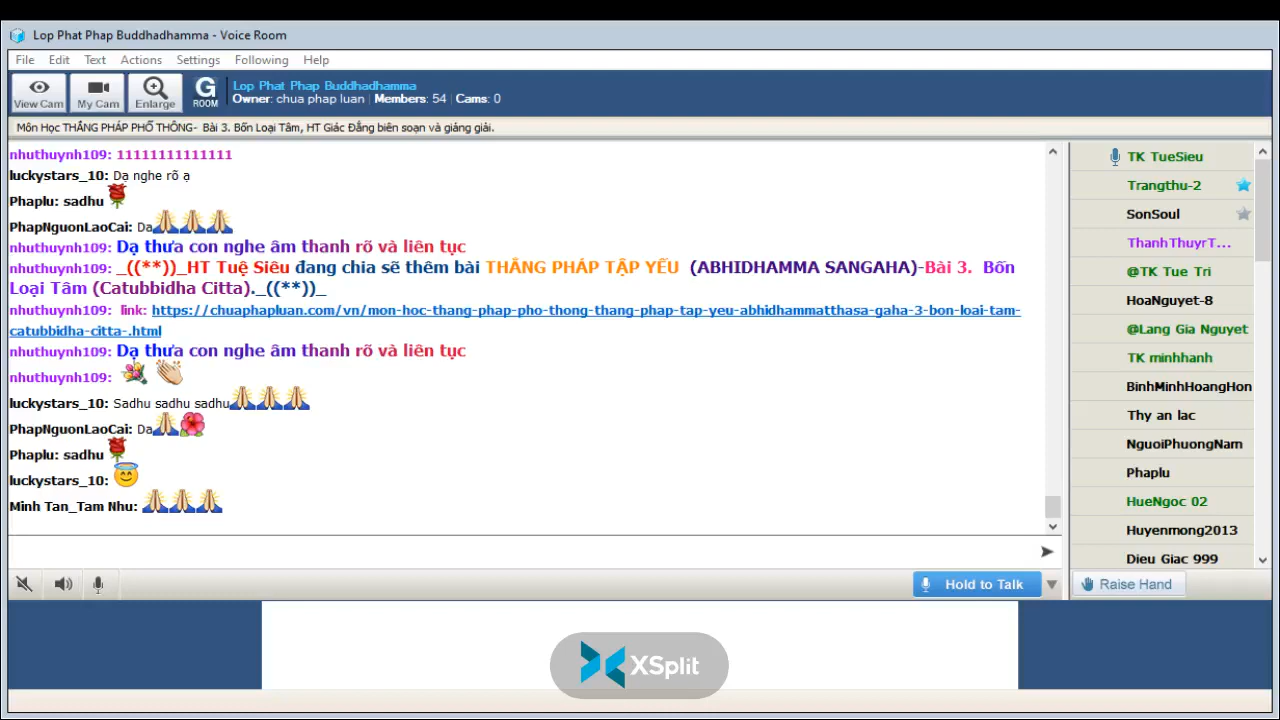 Lop Phat Phap Buddhadhamma - Voice Room
File Edit Text Actions Settings Following Help
View Cam My Cam Enlarge G ROOM
Lop Phat Phap Buddhadhamma
Owner: chua phap luan | Members: 54 | Cams: 0
Môn Học THẮNG PHÁP PHỔ THÔNG- Bài 3. Bốn Loại Tâm, HT Giác Đẳng biên soạn và giảng giải.
nhuthuynh109: 11111111111111
luckystars_10: Dạ nghe rõ ạ
Phaplu: sadhu
PhapNguonLaoCai: Da
nhuthuynh109: Dạ thưa con nghe âm thanh rõ và liên tục
nhuthuynh109: _((**))_HT Tuệ Siêu đang chia sẽ thêm bài THẮNG PHÁP TẬP YẾU (ABHIDHAMMA SANGAHA)-Bài 3. Bốn
Loại Tâm (Catubbidha Citta)._((**))_
nhuthuynh109: link: https://chuaphapluan.com/vn/mon-hoc-thang-phap-pho-thong-thang-phap-tap-yeu-abhidhammatthasa-gaha-3-bon-loai-tam-
catubbidha-citta-.html
nhuthuynh109: Dạ thưa con nghe âm thanh rõ và liên tục
nhuthuynh109:
luckystars_10: Sadhu sadhu sadhu
PhapNguonLaoCai: Da
Phaplu: sadhu
luckystars_10:
Minh Tan_Tam Nhu:
TK TueSieu
Trangthu-2
SonSoul
ThanhThuyrT...
@TK Tue Tri
HoaNguyet-8
@Lang Gia Nguyet
TK minhhanh
BinhMinhHoangHon
Thy an lac
NguoiPhuongNam
Phaplu
HueNgoc 02
Huyenmong2013
Dieu Giac 999
Hold to Talk
Raise Hand
XSplit